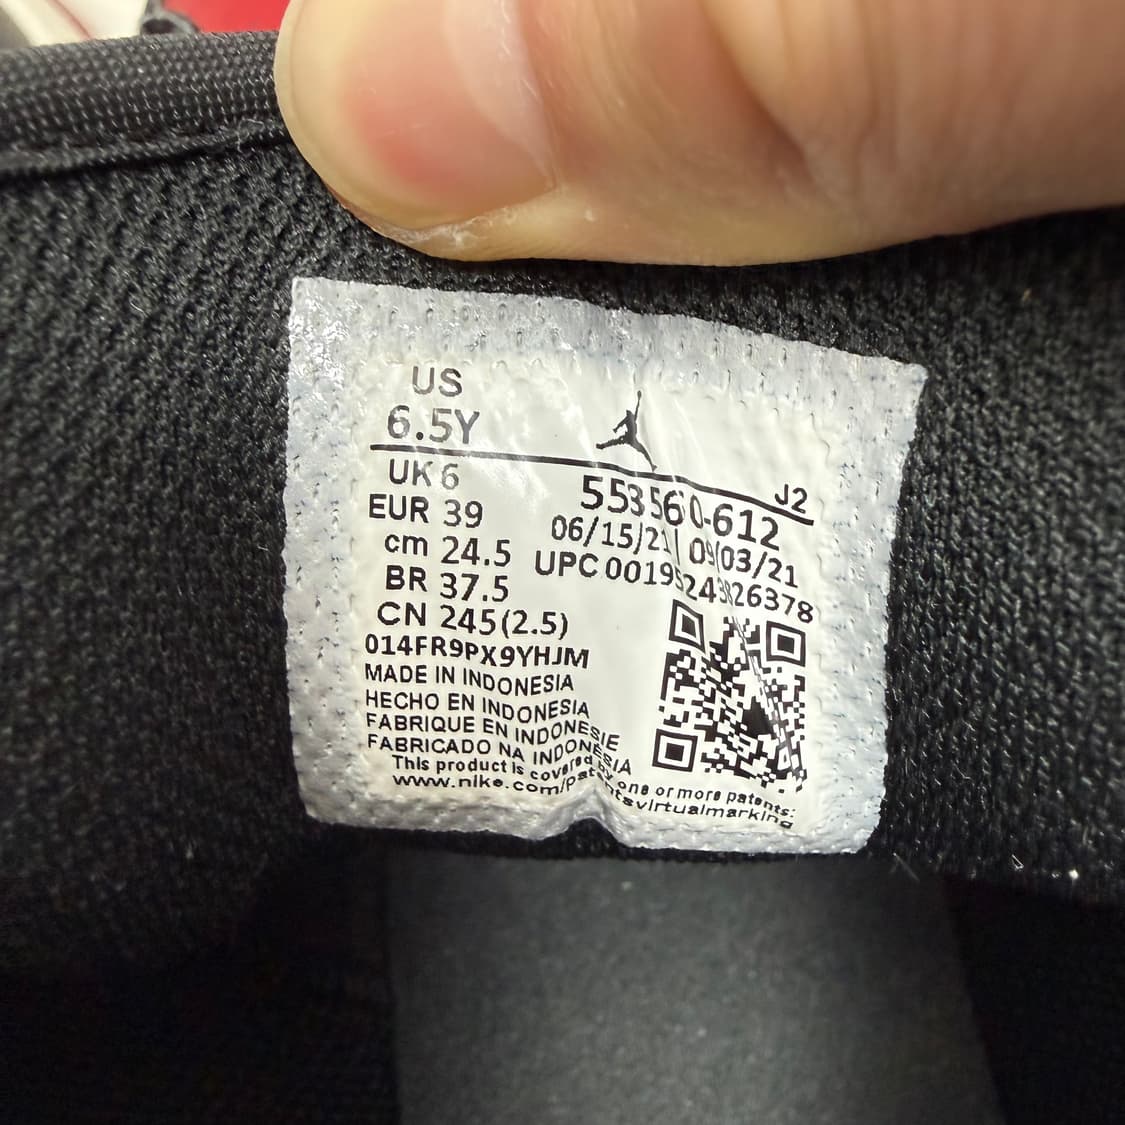 US
6.5Y
J2
UK 6
553560-612
EUR 39
06/15/21 09/03/21
cm 24.5
UPC 00195243826378
BR 37.5
CN 245(2.5)
014FR9PX9YHJM
MADE IN INDONESIA
HECHO EN INDONESIA
FABRIQUE EN INDONESIE
FABRICADO NA INDONÉSIA
This product is covered by one or more patents:
www.nike.com/patentsvirtualmarking